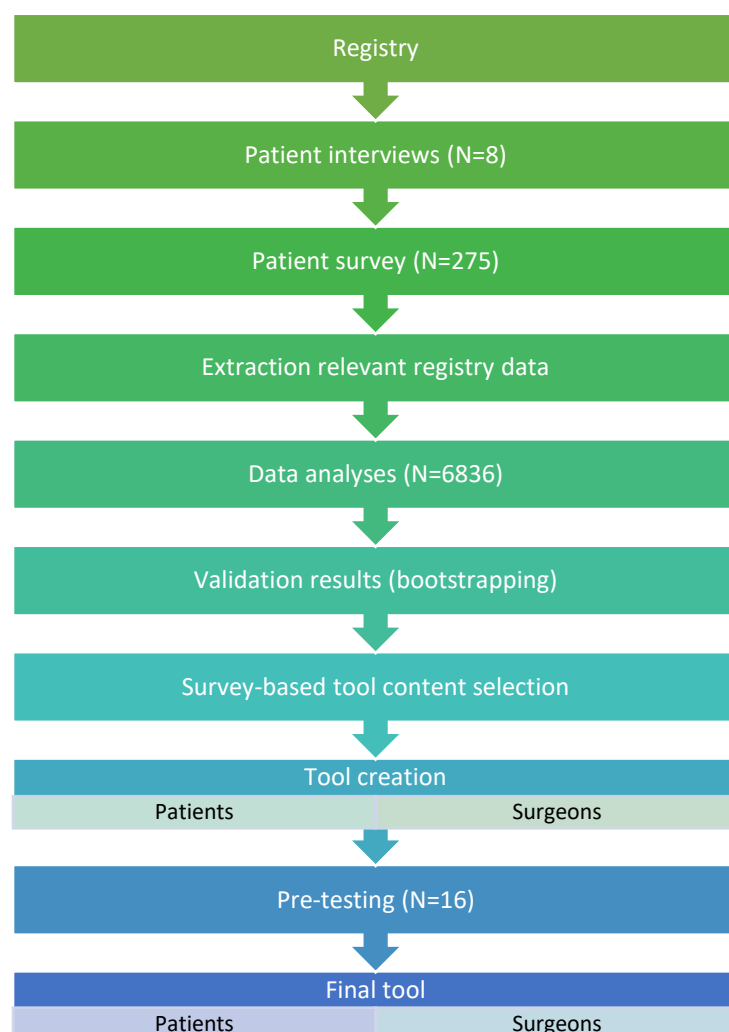 Registry
Patient interviews (N=8)
Patient survey (N=275)
Extraction relevant registry data
Data analyses (N=6836)
Validation results (bootstrapping)
Survey-based tool content selection
Tool creation
Patients Surgeons
Pre-testing (N=16)
Final tool
Patients Surgeons